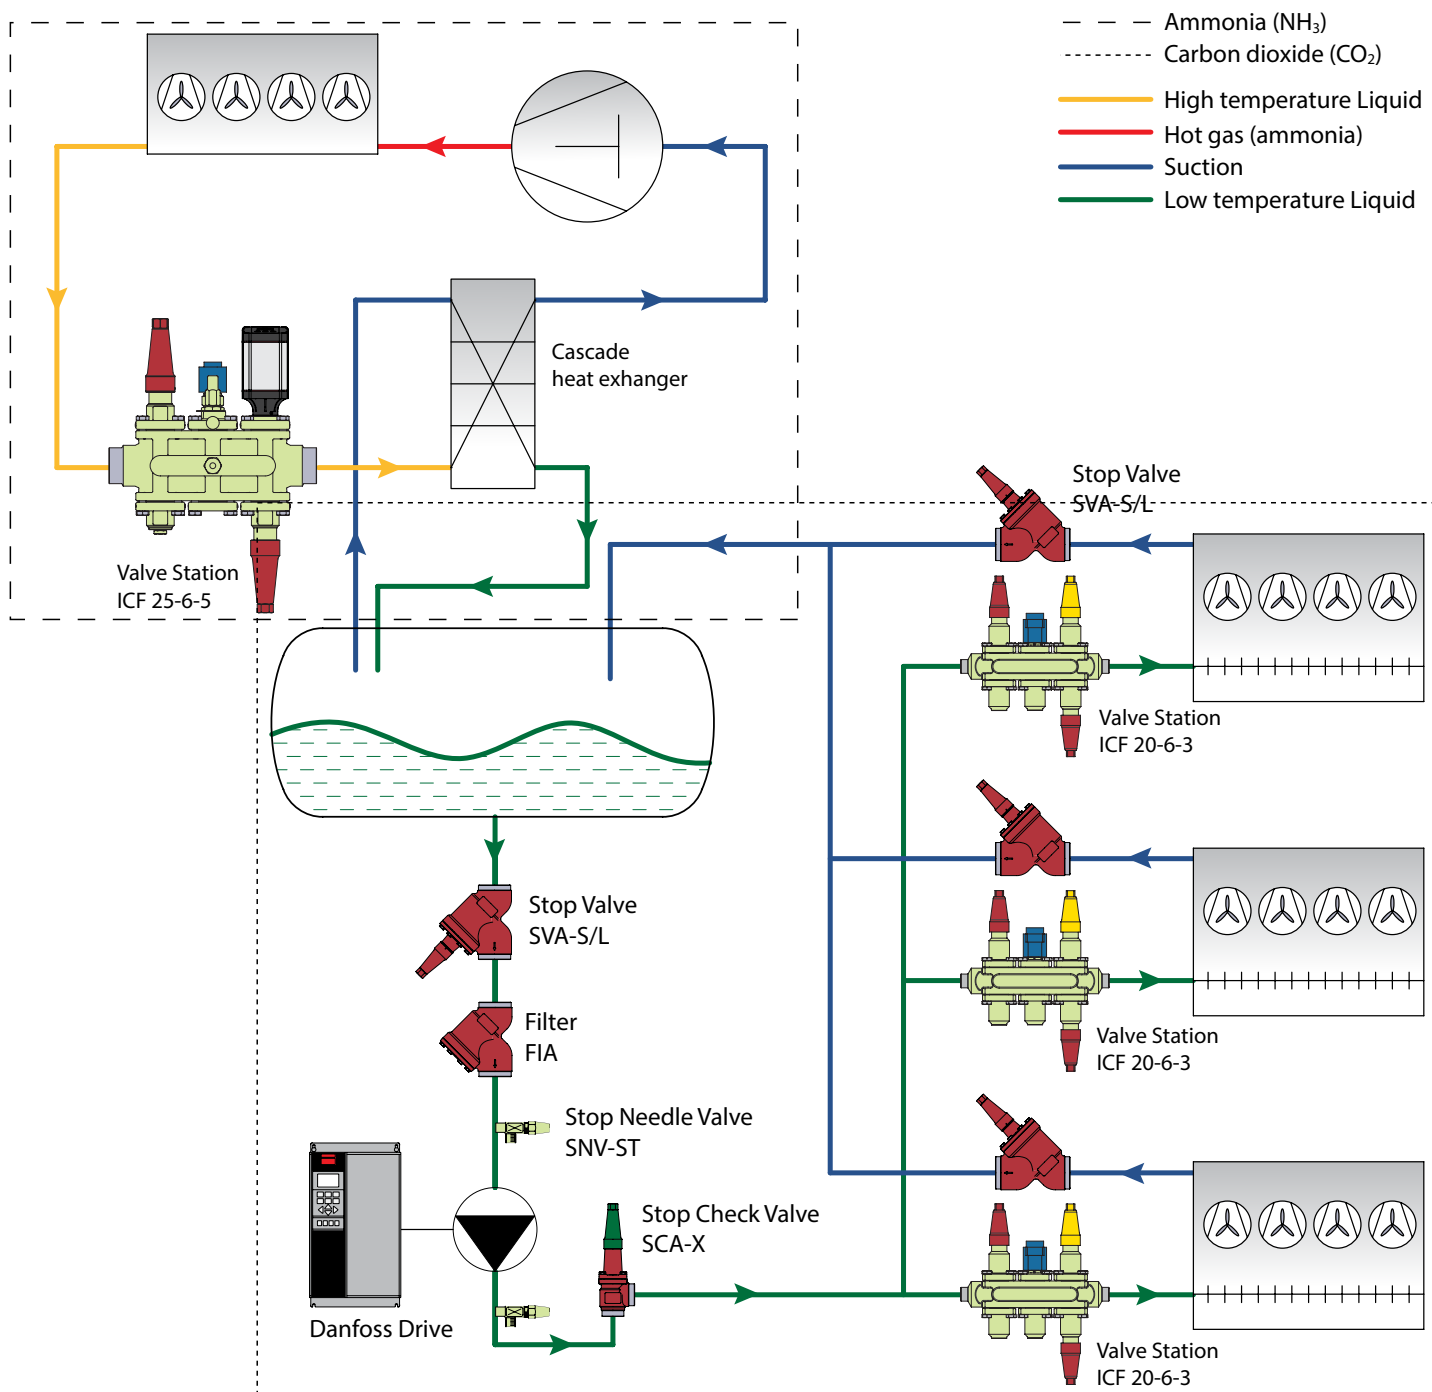 Ammonia (NH₃)
Carbon dioxide (CO₂)
High temperature Liquid
Hot gas (ammonia)
Suction
Low temperature Liquid
Cascade
heat exhanger
Valve Station
ICF 25-6-5
Stop Valve
SVA-S/L
Valve Station
ICF 20-6-3
Stop Valve
SVA-S/L
Filter
FIA
Valve Station
ICF 20-6-3
Stop Needle Valve
SNV-ST
Stop Check Valve
SCA-X
Danfoss Drive
Valve Station
ICF 20-6-3